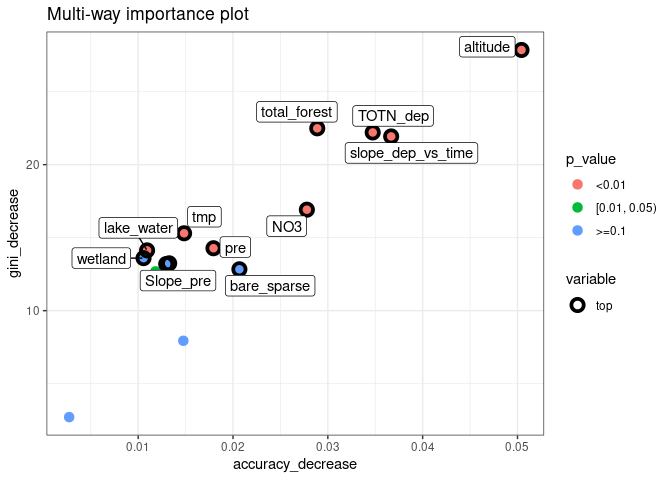 Multi-way importance plot
altitude
total_forest
TOTN_dep
slope_dep_vs_time
tmp
NO3
lake_water
pre
wetland
Slope_pre
bare_sparse
20
10
gini_decrease
0.01
0.02
0.03
0.04
0.05
accuracy_decrease
p_value
<0.01
[0.01, 0.05)
>=0.1
variable
top